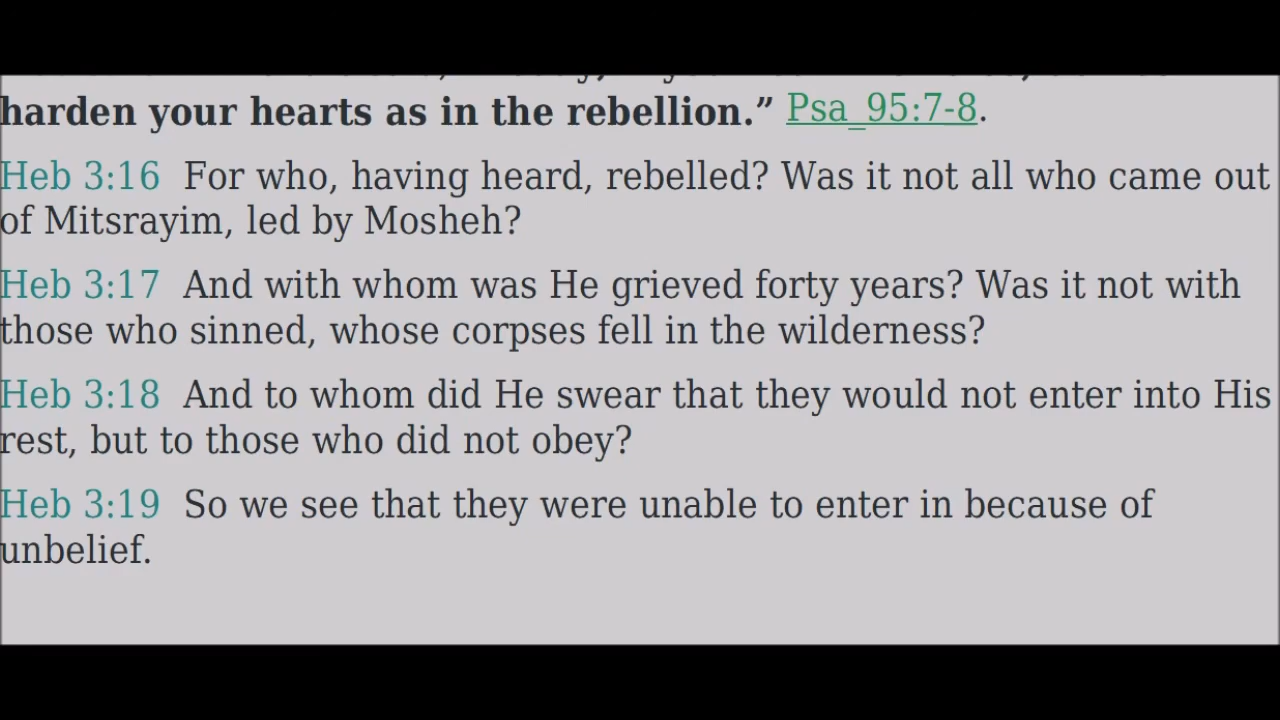 harden your hearts as in the rebellion.” Psa_95:7-8.
Heb 3:16 For who, having heard, rebelled? Was it not all who came out
of Mitsrayim, led by Mosheh?
Heb 3:17 And with whom was He grieved forty years? Was it not with
those who sinned, whose corpses fell in the wilderness?
Heb 3:18 And to whom did He swear that they would not enter into His
rest, but to those who did not obey?
Heb 3:19 So we see that they were unable to enter in because of
unbelief.